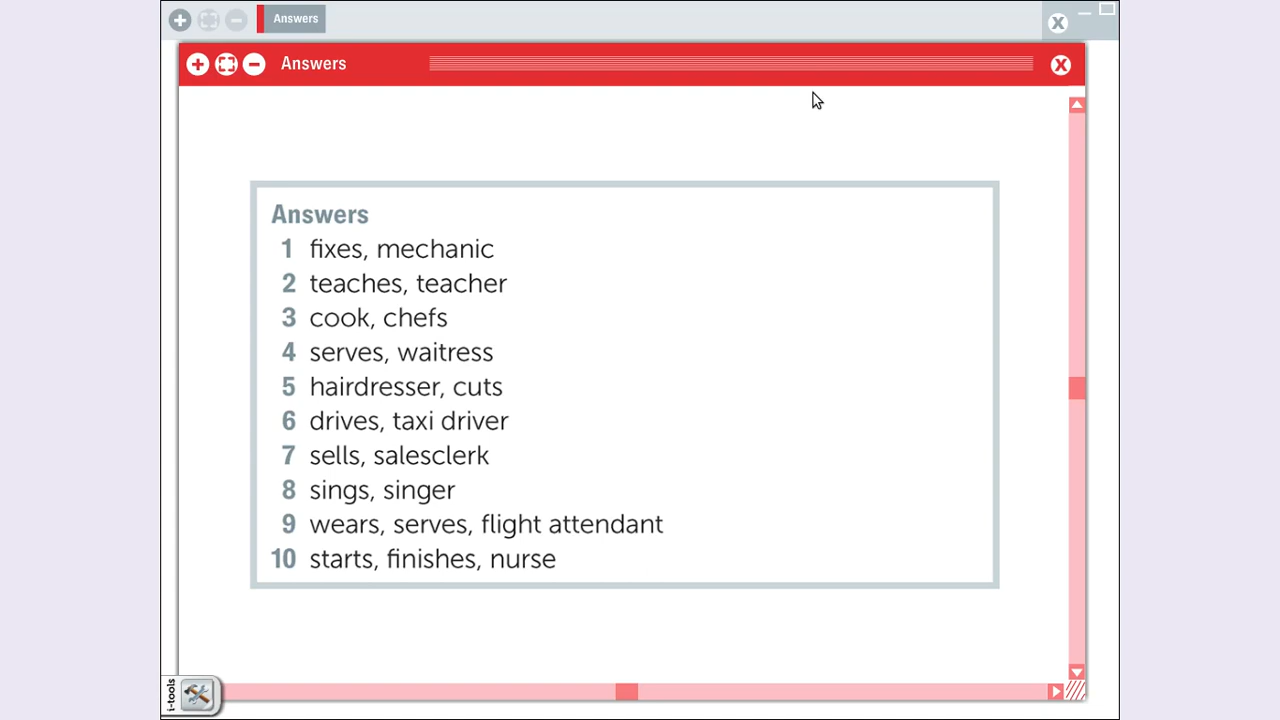 Answers
Answers
Answers
1 fixes, mechanic
2 teaches, teacher
3 cook, chefs
4 serves, waitress
5 hairdresser, cuts
6 drives, taxi driver
7 sells, salesclerk
8 sings, singer
9 wears, serves, flight attendant
10 starts, finishes, nurse
i-tools